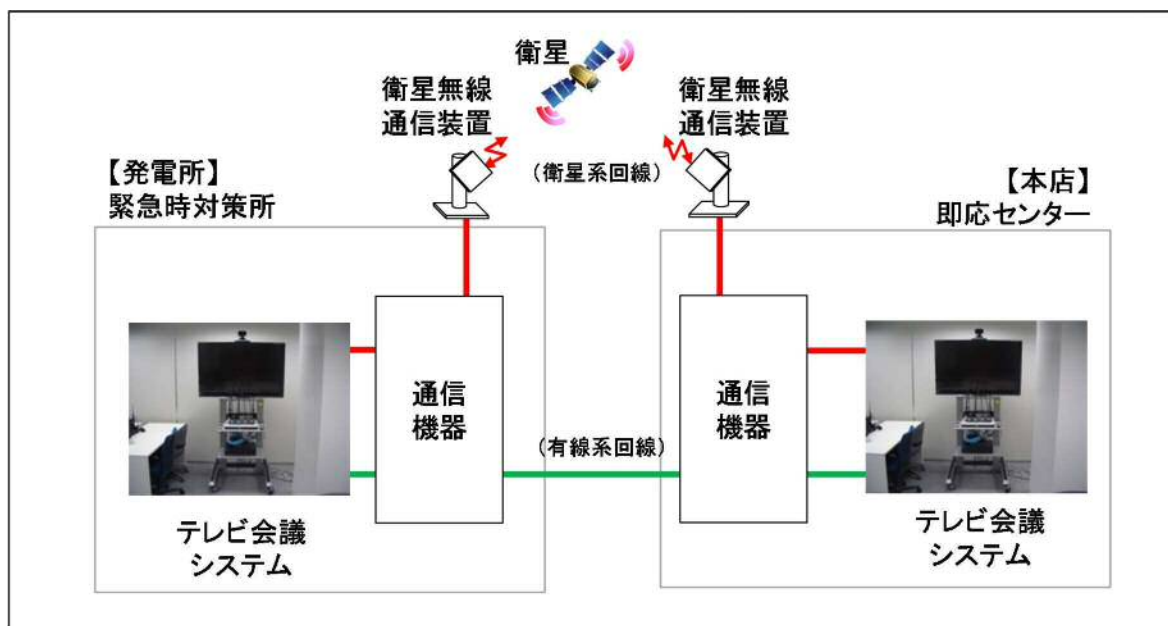 衛星
衛星無線
通信装置
衛星無線
通信装置
(衛星系回線)
【発電所】
緊急時対策所
【本店】
即応センター
通信
機器
通信
機器
(有線系回線)
テレビ会議
システム
テレビ会議
システム